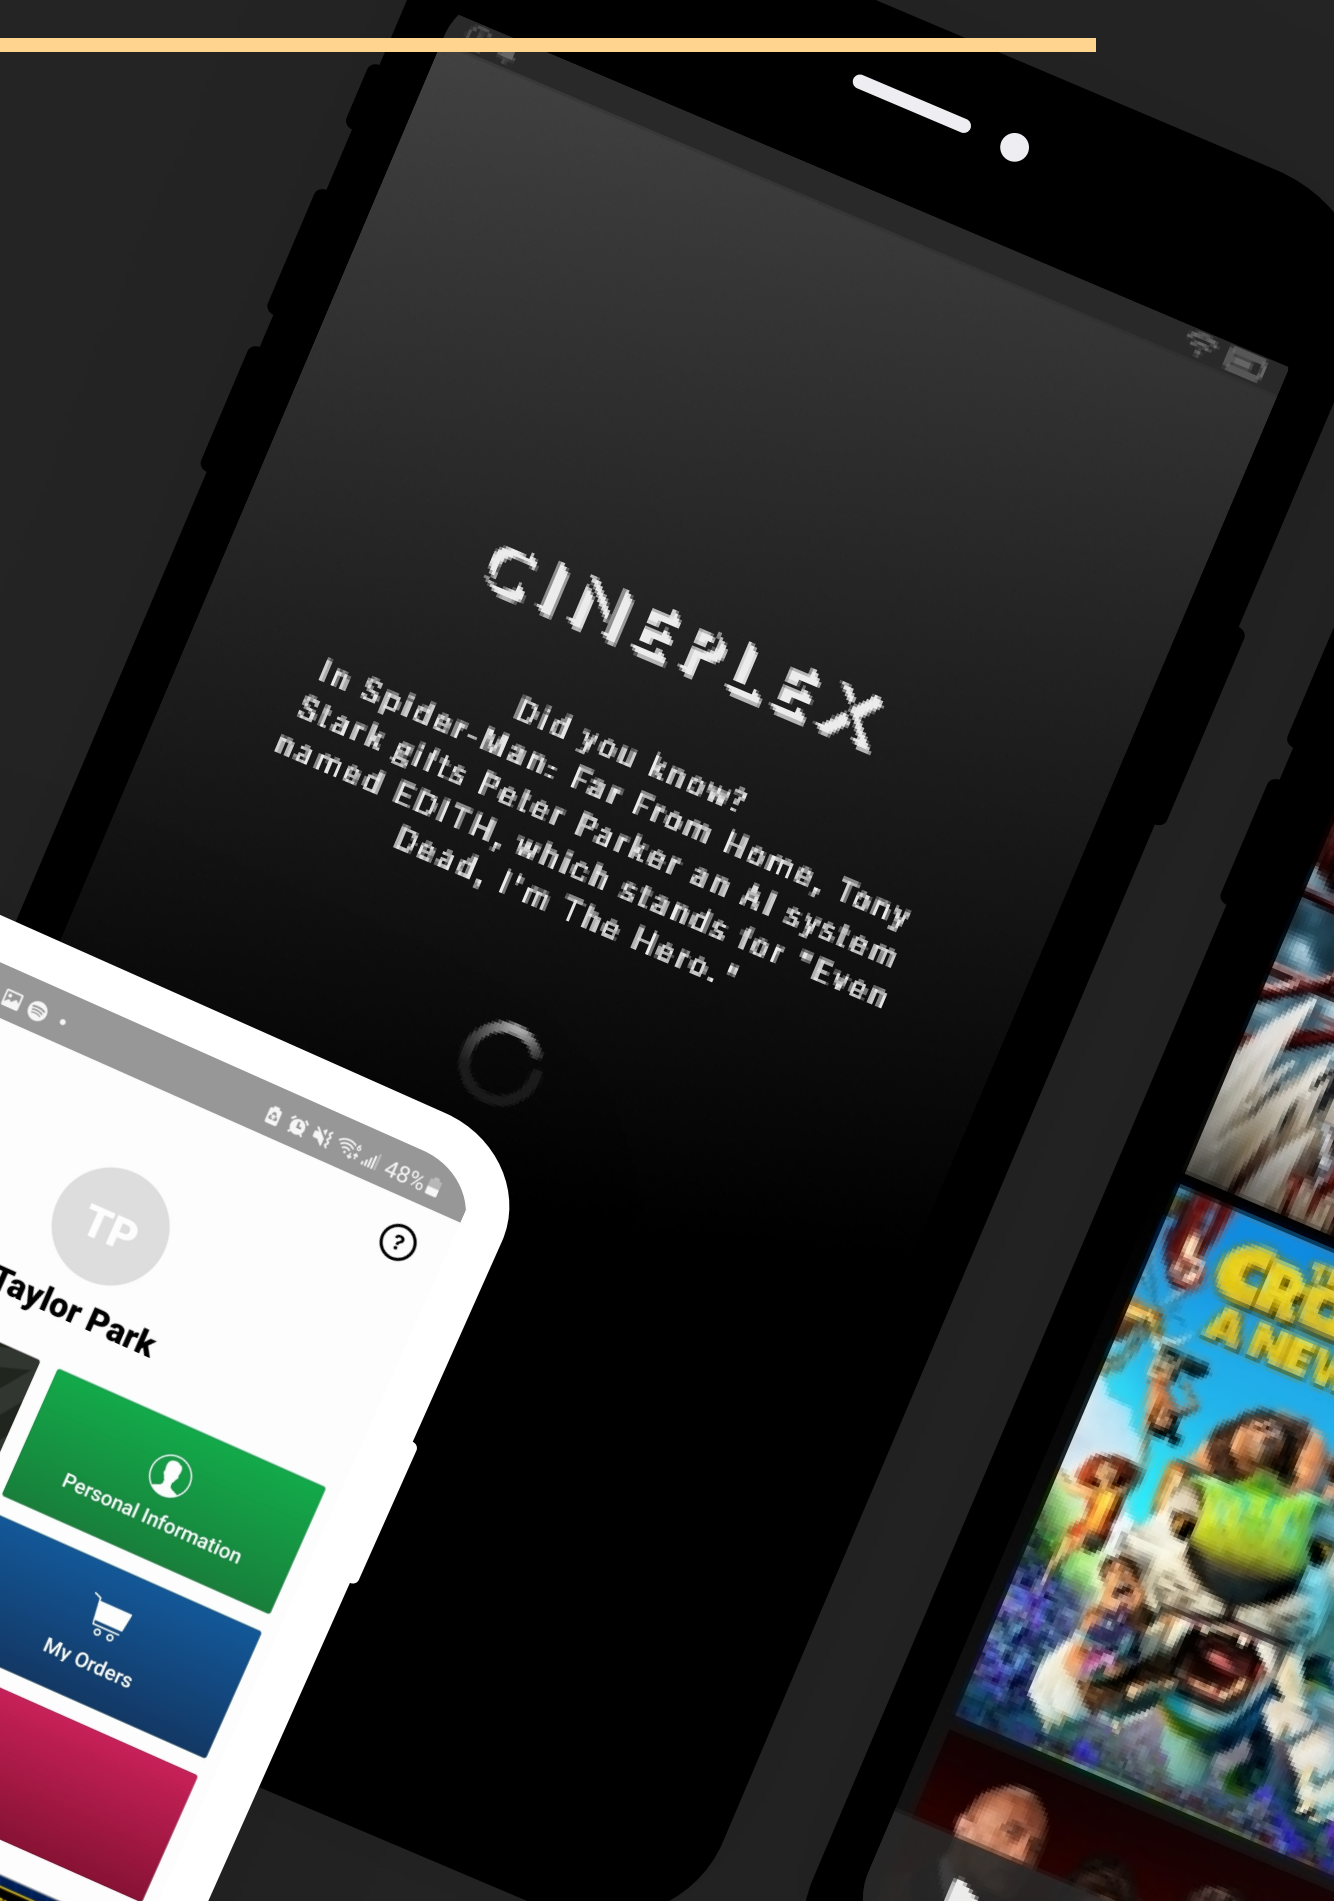 CINEPLEX
Did you know?
In Spider-Man: Far From Home, Tony
Stark gifts Peter Parker an AI system
named EDITH, which stands for "Even
Dead, I'm The Hero."
48%
TP
?
Taylor Park
Personal Information
My Orders
A NEW